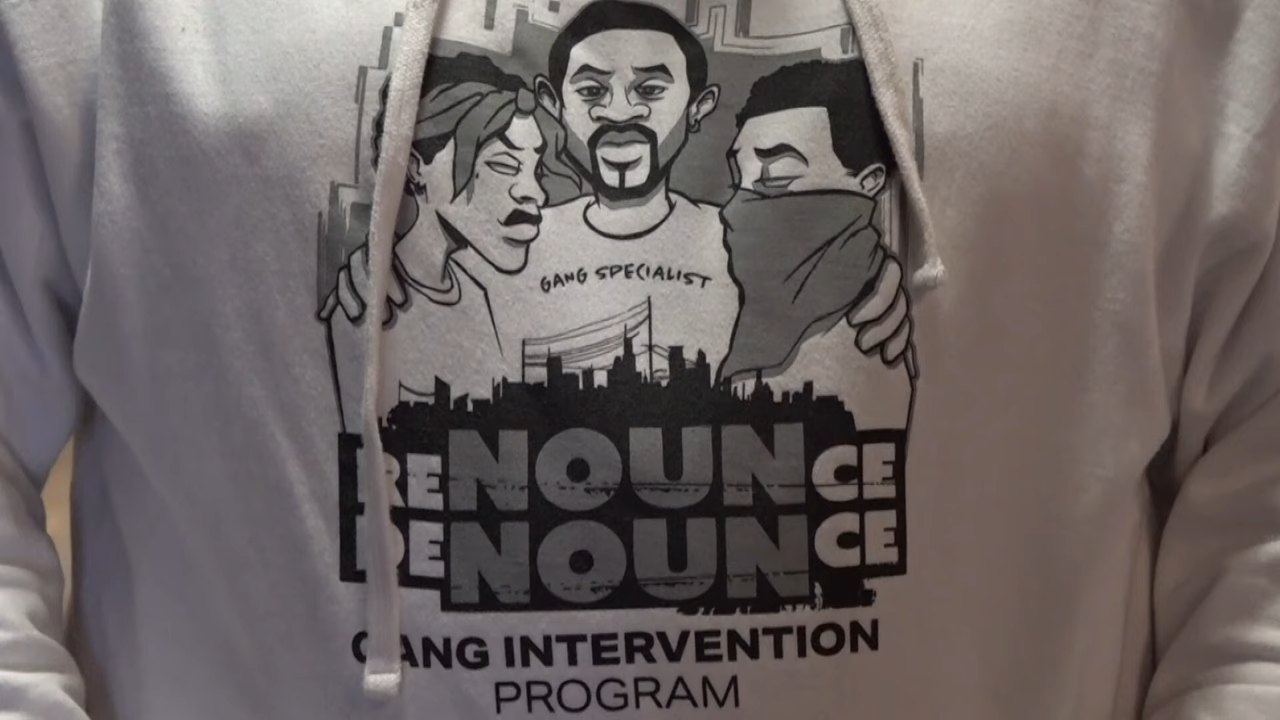 GANG SPECIALIST
RENOUNCE
DENOUNCE
GANG INTERVENTION
PROGRAM